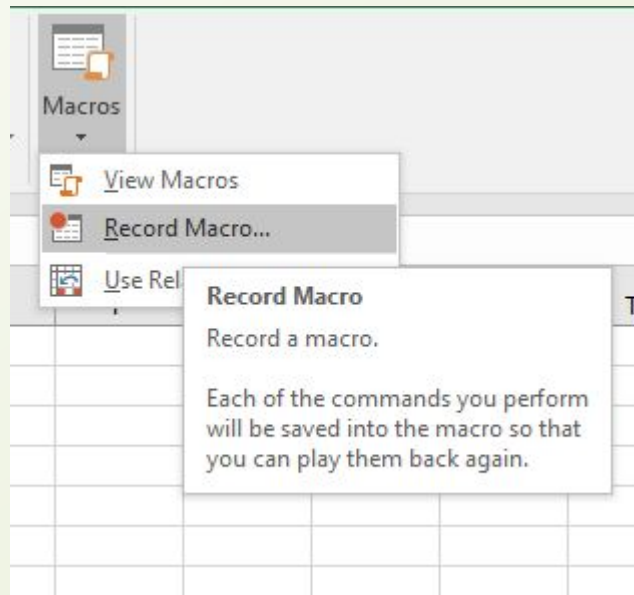 Macros
View Macros
Record Macro...
Use Rel
Record Macro
Record a macro.
Each of the commands you perform
will be saved into the macro so that
you can play them back again.
T